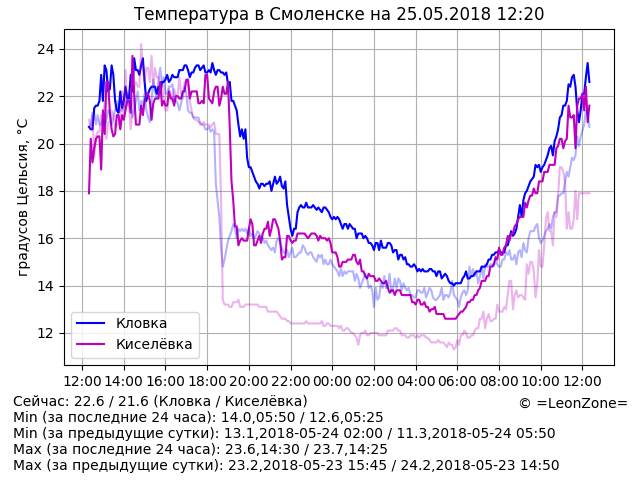 Температура в Смоленске на 25.05.2018 12:20
градусов Цельсия, °C
24
22
20
18
16
14
12
Кловка
Киселёвка
12:00 14:00 16:00 18:00 20:00 22:00 00:00 02:00 04:00 06:00 08:00 10:00 12:00
Сейчас: 22.6 / 21.6 (Кловка / Киселёвка)
© =LeonZone=
Min (за последние 24 часа): 14.0,05:50 / 12.6,05:25
Min (за предыдущие сутки): 13.1,2018-05-24 02:00 / 11.3,2018-05-24 05:50
Max (за последние 24 часа): 23.6,14:30 / 23.7,14:25
Max (за предыдущие сутки): 23.2,2018-05-23 15:45 / 24.2,2018-05-23 14:50